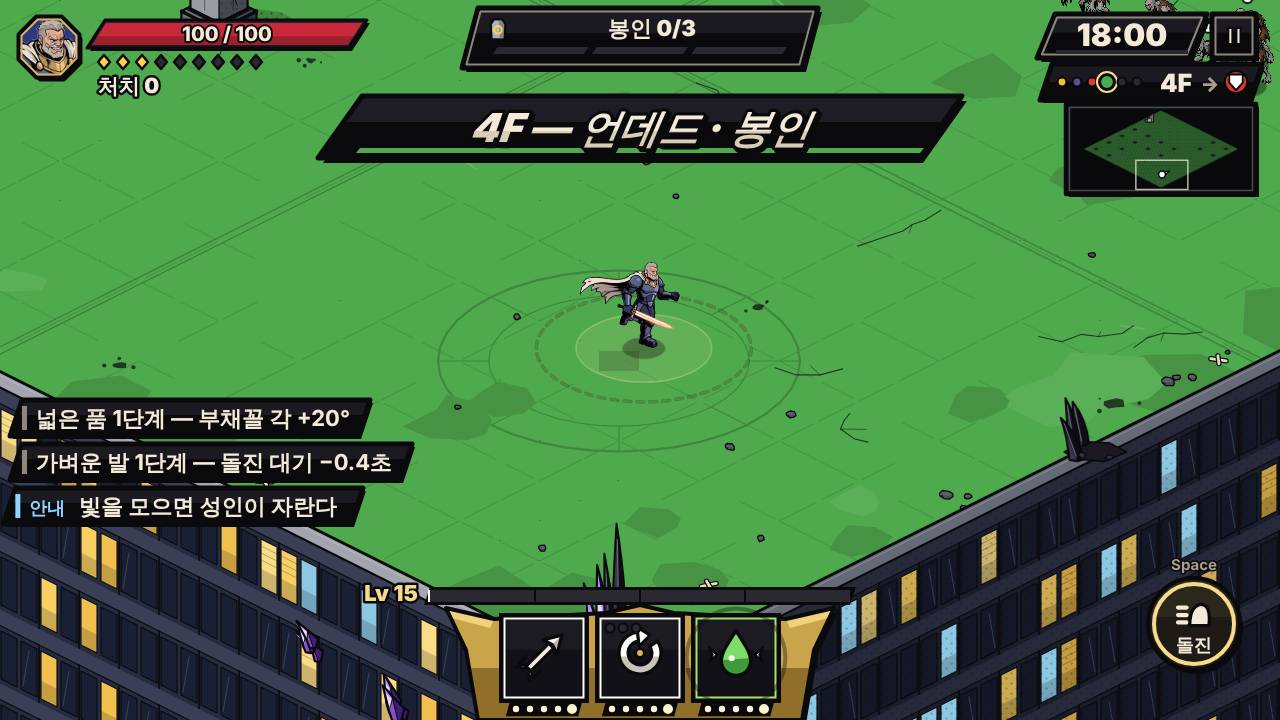 100 / 100
처치 0
봉인 0/3
18:00
4F
4F — 언데드 · 봉인
넓은 품 1단계 — 부채꼴 각 +20°
가벼운 발 1단계 — 돌진 대기 −0.4초
안내 빛을 모으면 성인이 자란다
Lv 15
Space
돌진